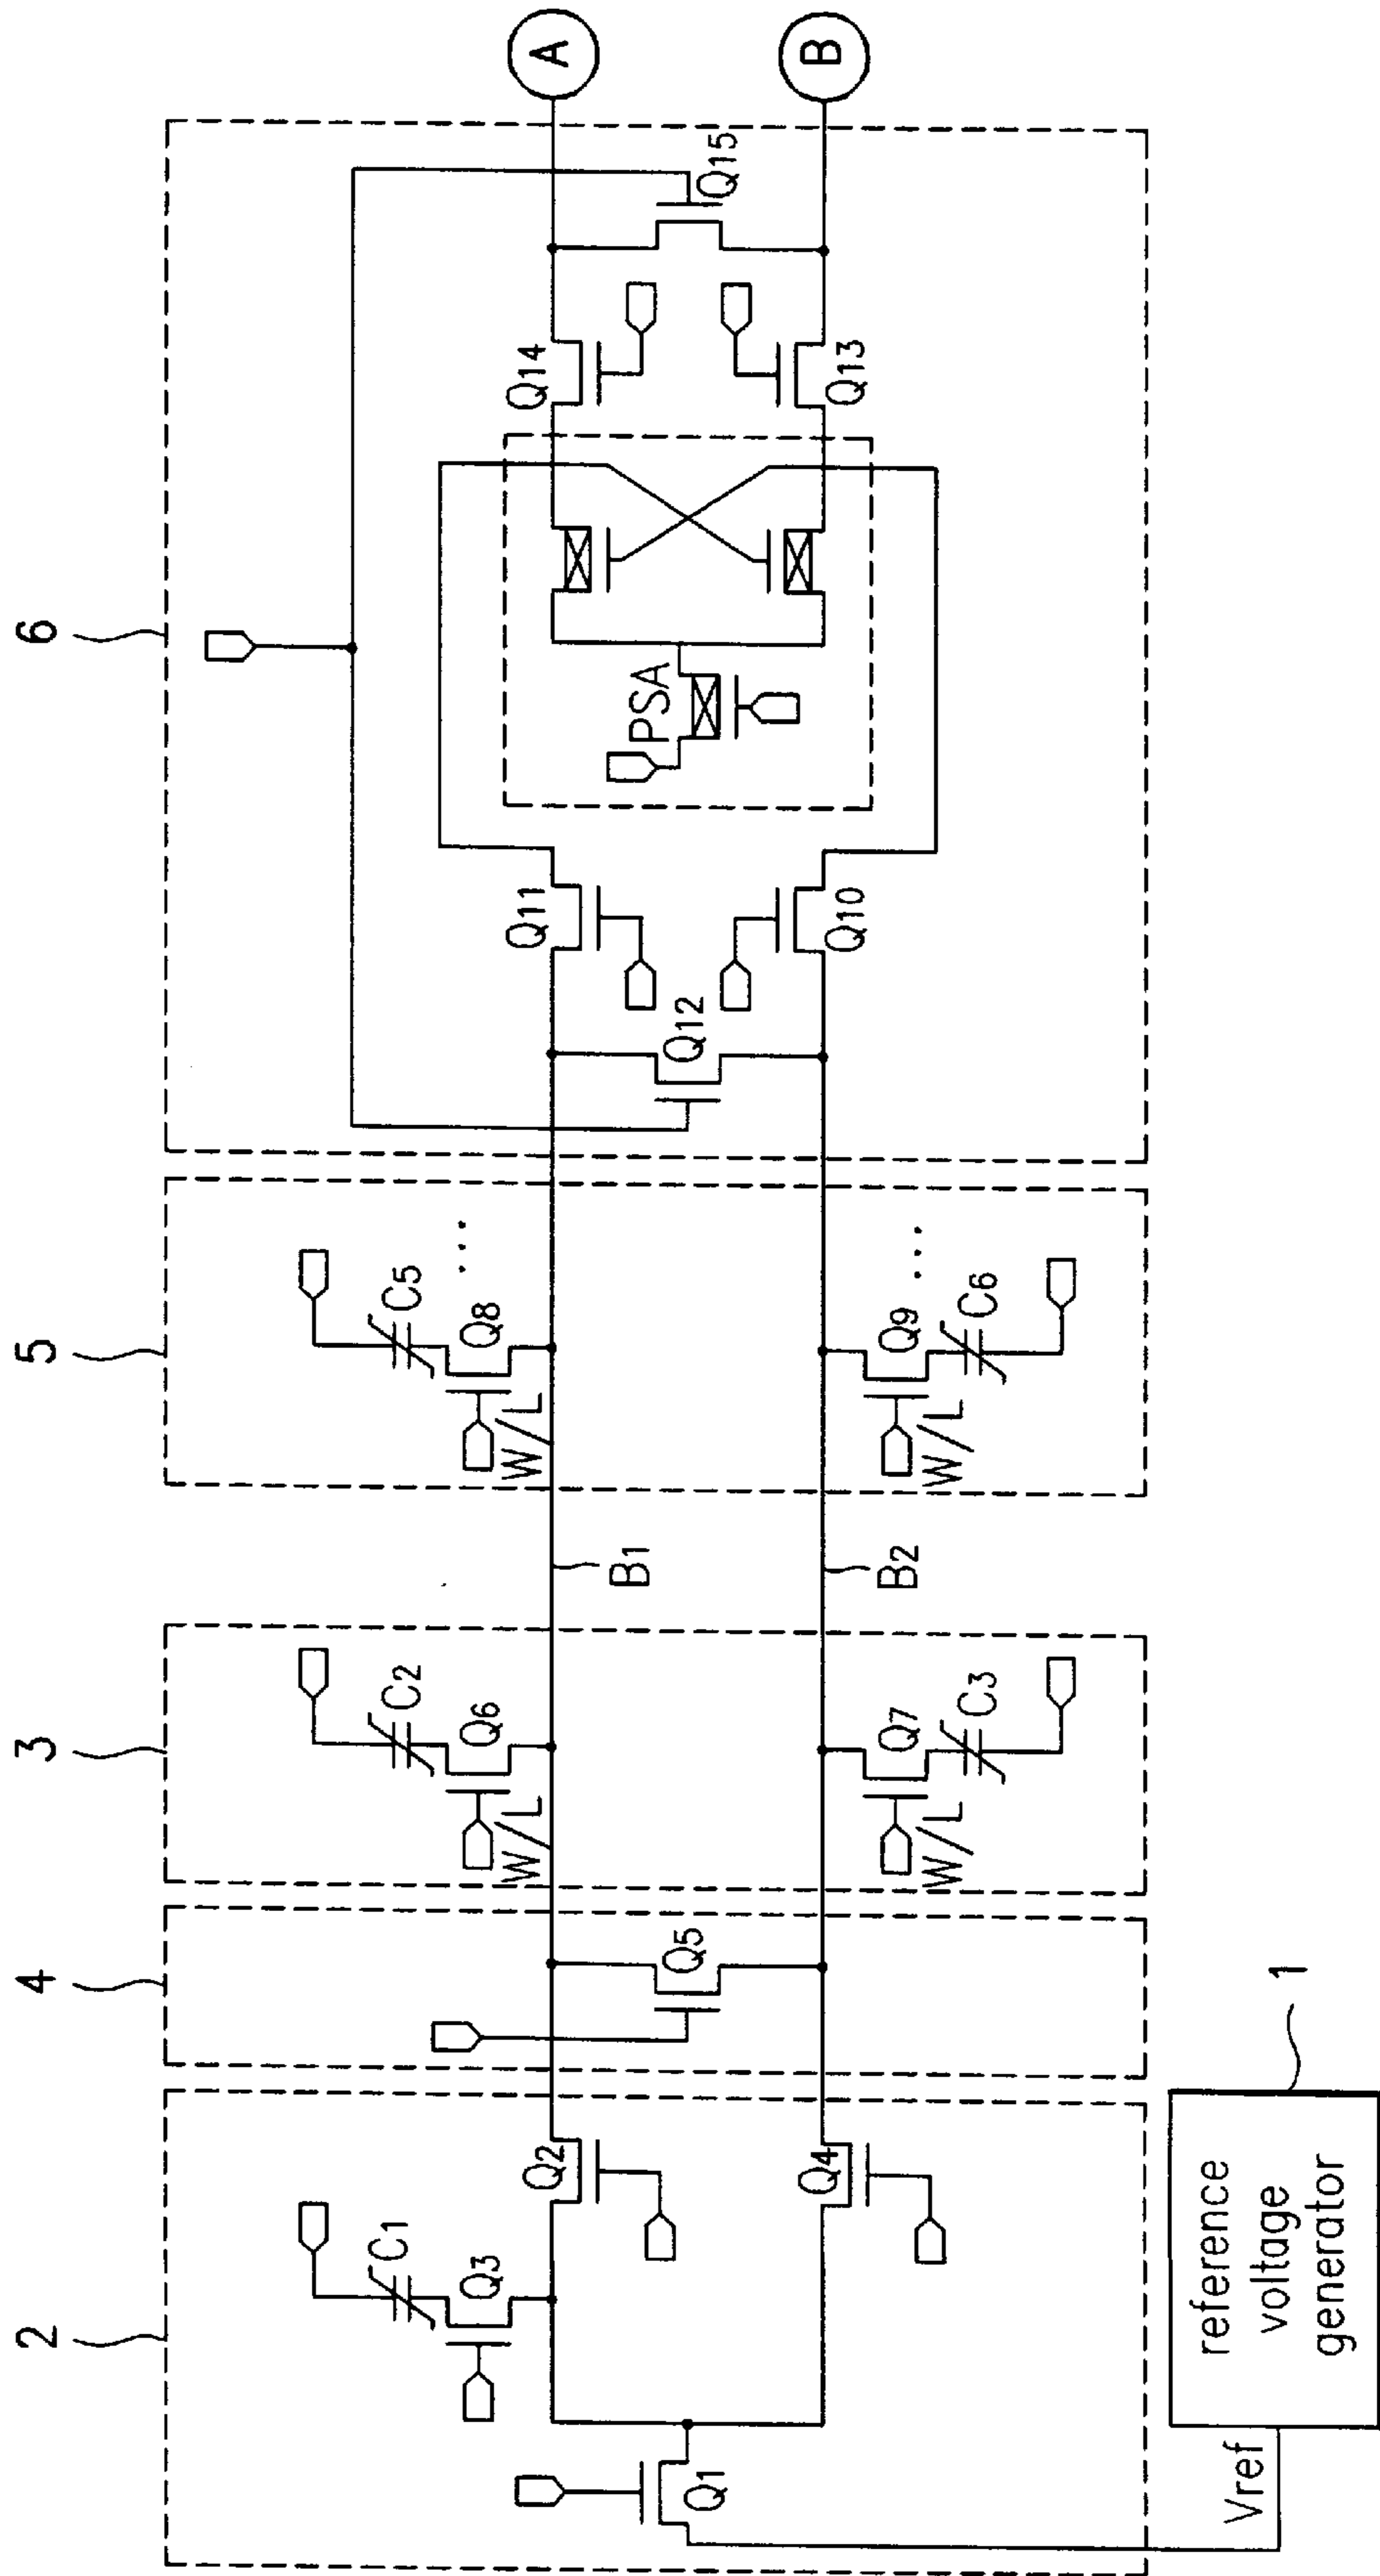 2
4
3
5
6
C1
Q3
Q2
Q1
Q4
Q5
C2
Q6
W/L
Q7
C3
W/L
B1
B2
C5
Q8
W/L
...
Q9
C6
W/L
...
Q12
Q11
Q10
PSA
Q14
Q13
Q15
A
B
Vref
reference
voltage
generator
1